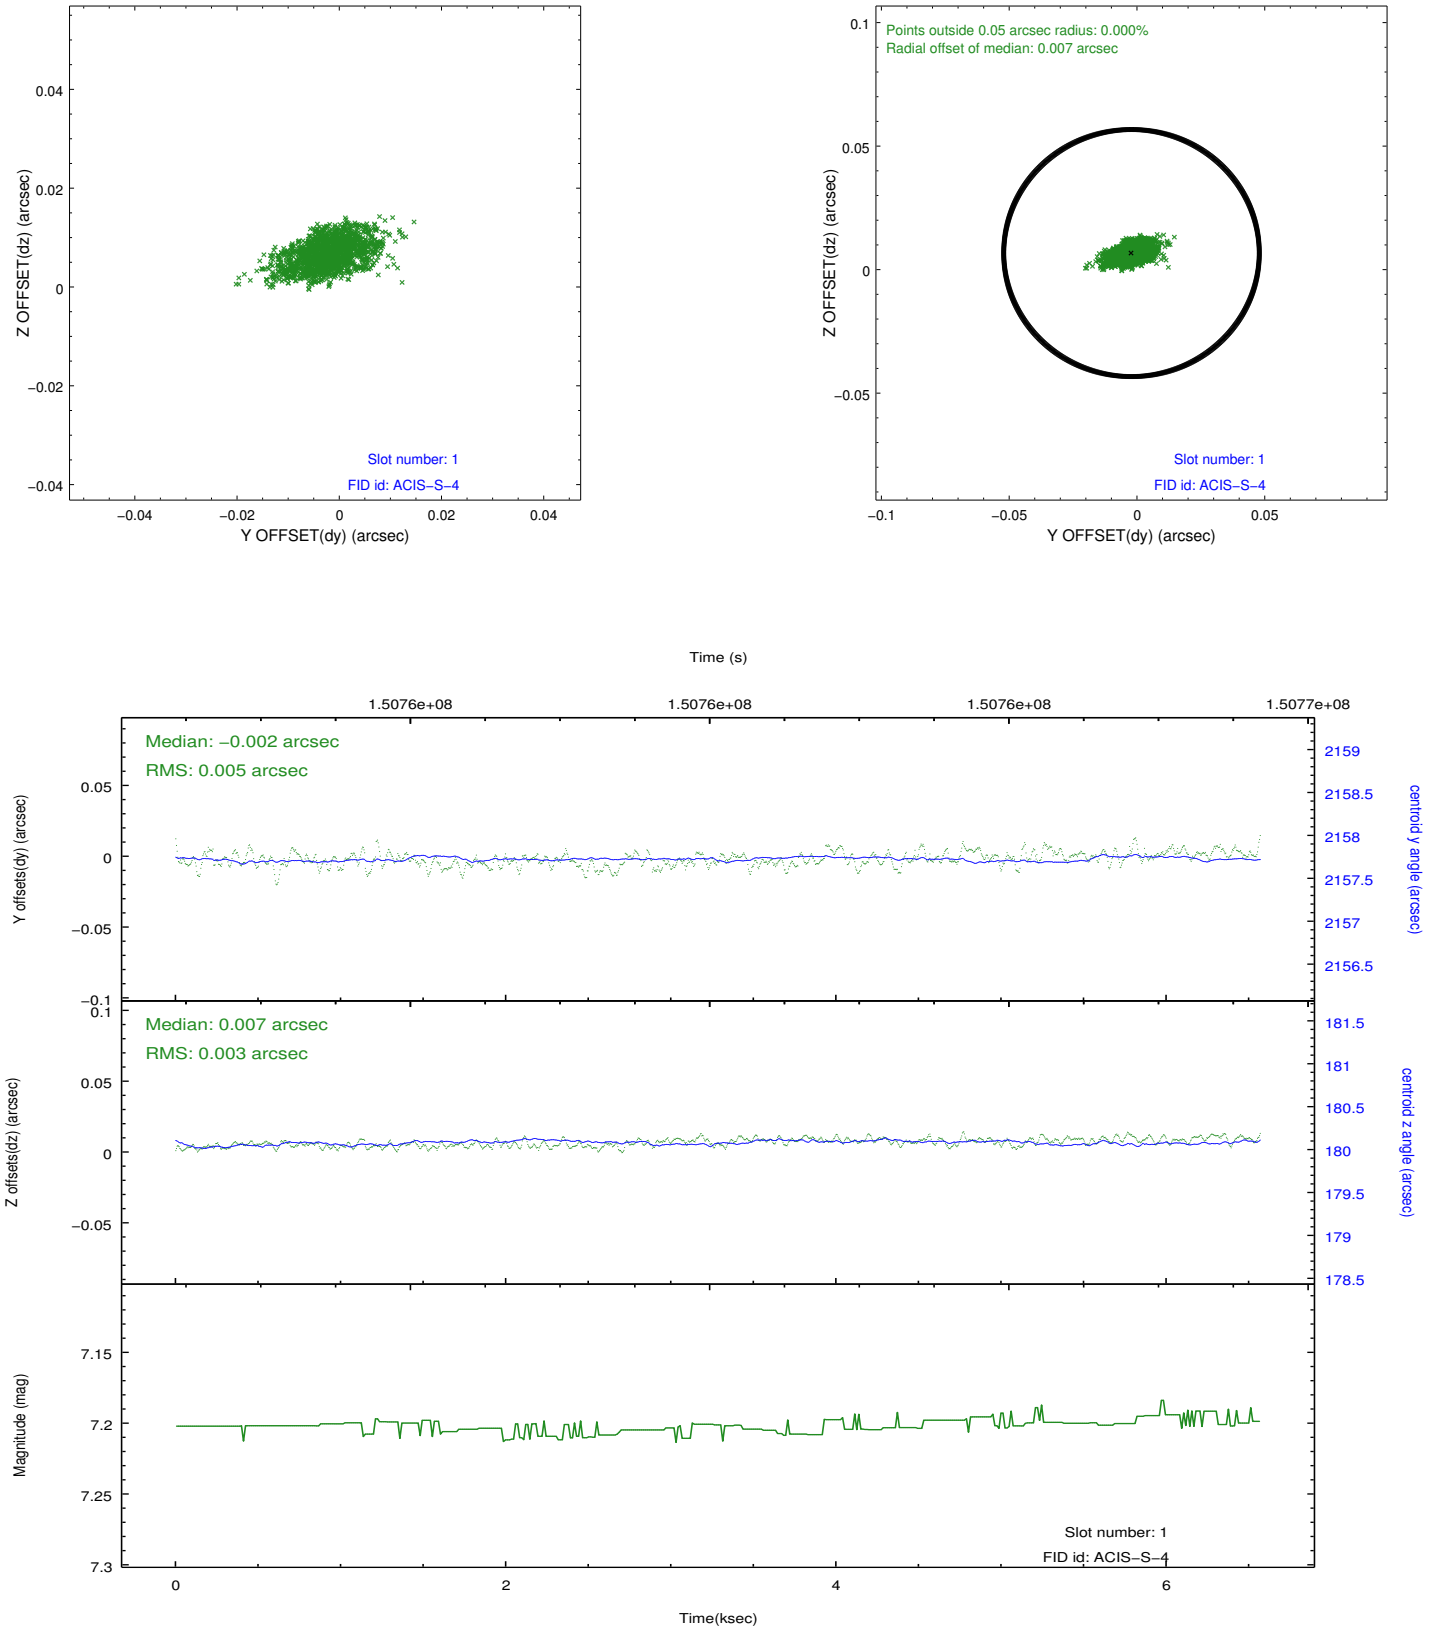 0.04
0.02
0
−0.02
−0.04
Z OFFSET(dz) (arcsec)
Slot number: 1
FID id: ACIS−S−4
−0.04
−0.02
0
0.02
0.04
Y OFFSET(dy) (arcsec)
Points outside 0.05 arcsec radius: 0.000%
Radial offset of median: 0.007 arcsec
0.1
0.05
0
−0.05
Z OFFSET(dz) (arcsec)
Slot number: 1
FID id: ACIS−S−4
−0.1
−0.05
0
0.05
Y OFFSET(dy) (arcsec)
Time (s)
1.5076e+08
1.5076e+08
1.5076e+08
1.5077e+08
Median: −0.002 arcsec
RMS: 0.005 arcsec
0.05
0
−0.05
−0.1
Y offsets(dy) (arcsec)
2159
2158.5
2158
2157.5
2157
2156.5
centroid y angle (arcsec)
Median: 0.007 arcsec
RMS: 0.003 arcsec
0.1
0.05
0
−0.05
Z offsets(dz) (arcsec)
181.5
181
180.5
180
179.5
179
178.5
centroid z angle (arcsec)
7.15
7.2
7.25
7.3
Magnitude (mag)
Slot number: 1
FID id: ACIS−S−4
0
2
4
6
Time(ksec)